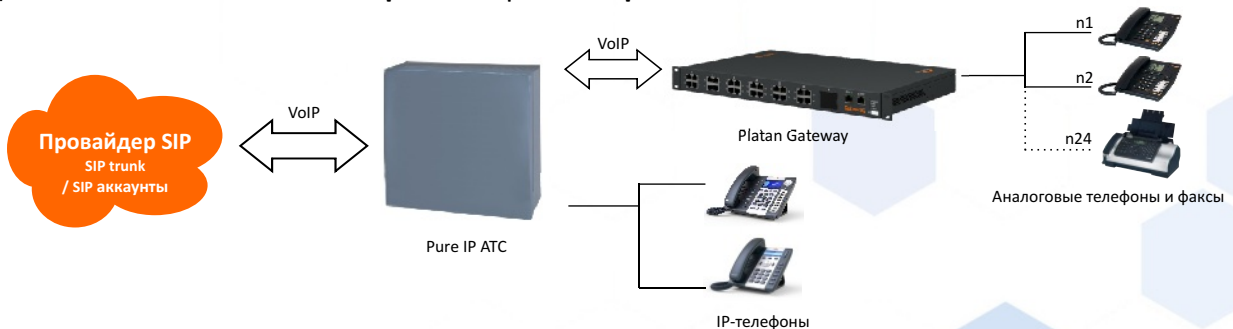 Провайдер SIP
SIP trunk
/ SIP аккаунты
VoIP
Pure IP АТС
VoIP
Platan Gateway
n1
n2
n24
Аналоговые телефоны и факсы
IP-телефоны